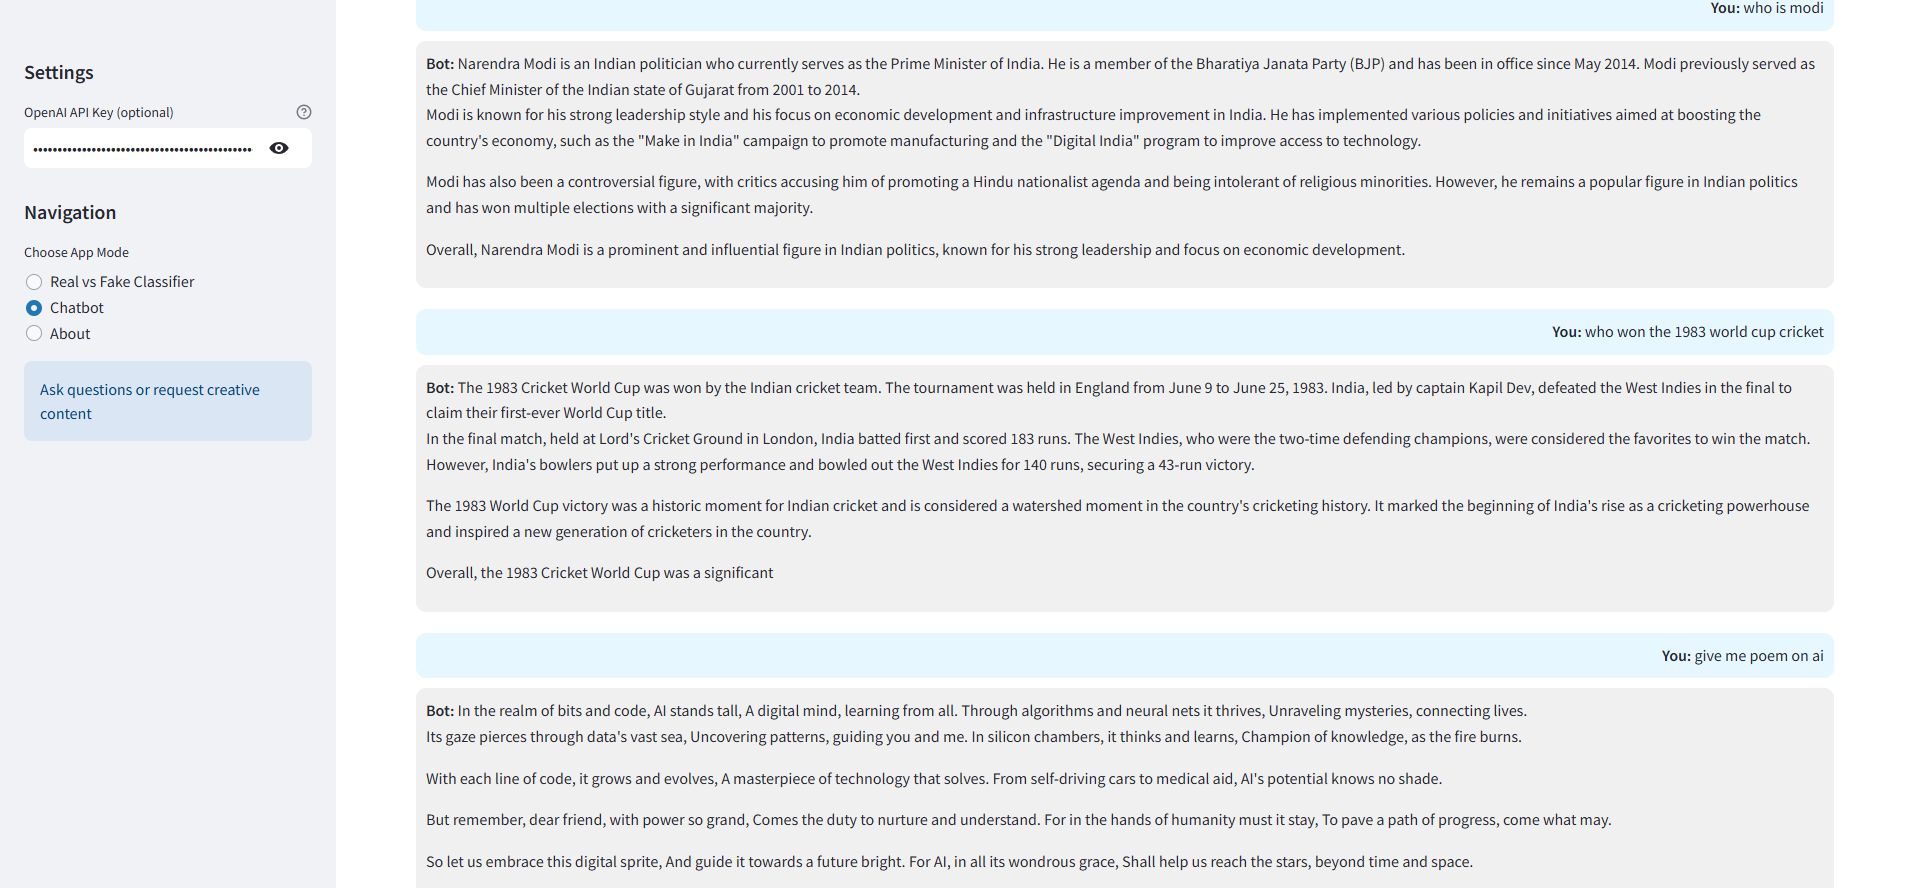 Settings
OpenAI API Key (optional)
Navigation
Choose App Mode
Real vs Fake Classifier
Chatbot
About
Ask questions or request creative
content
You: who is modi
Bot: Narendra Modi is an Indian politician who currently serves as the Prime Minister of India. He is a member of the Bharatiya Janata Party (BJP) and has been in office since May 2014. Modi previously served as
the Chief Minister of the Indian state of Gujarat from 2001 to 2014.
Modi is known for his strong leadership style and his focus on economic development and infrastructure improvement in India. He has implemented various policies and initiatives aimed at boosting the
country's economy, such as the "Make in India" campaign to promote manufacturing and the "Digital India" program to improve access to technology.
Modi has also been a controversial figure, with critics accusing him of promoting a Hindu nationalist agenda and being intolerant of religious minorities. However, he remains a popular figure in Indian politics
and has won multiple elections with a significant majority.
Overall, Narendra Modi is a prominent and influential figure in Indian politics, known for his strong leadership and focus on economic development.
You: who won the 1983 world cup cricket
Bot: The 1983 Cricket World Cup was won by the Indian cricket team. The tournament was held in England from June 9 to June 25, 1983. India, led by captain Kapil Dev, defeated the West Indies in the final to
claim their first-ever World Cup title.
In the final match, held at Lord's Cricket Ground in London, India batted first and scored 183 runs. The West Indies, who were the two-time defending champions, were considered the favorites to win the match.
However, India's bowlers put up a strong performance and bowled out the West Indies for 140 runs, securing a 43-run victory.
The 1983 World Cup victory was a historic moment for Indian cricket and is considered a watershed moment in the country's cricketing history. It marked the beginning of India's rise as a cricketing powerhouse
and inspired a new generation of cricketers in the country.
Overall, the 1983 Cricket World Cup was a significant
You: give me poem on ai
Bot: In the realm of bits and code, AI stands tall, A digital mind, learning from all. Through algorithms and neural nets it thrives, Unraveling mysteries, connecting lives.
Its gaze pierces through data's vast sea, Uncovering patterns, guiding you and me. In silicon chambers, it thinks and learns, Champion of knowledge, as the fire burns.
With each line of code, it grows and evolves, A masterpiece of technology that solves. From self-driving cars to medical aid, AI's potential knows no shade.
But remember, dear friend, with power so grand, Comes the duty to nurture and understand. For in the hands of humanity must it stay, To pave a path of progress, come what may.
So let us embrace this digital sprite, And guide it towards a future bright. For AI, in all its wondrous grace, Shall help us reach the stars, beyond time and space.